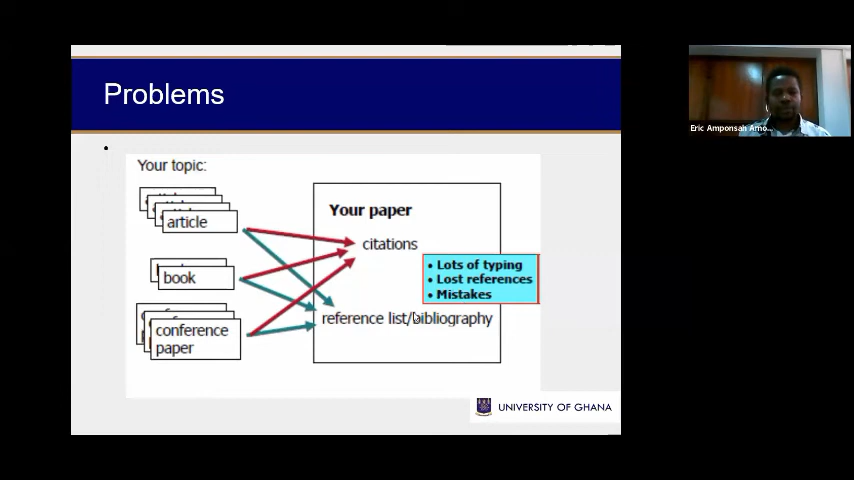 Problems
Eric Amponsah Amo...
Your topic:
article
book
conference
paper
Your paper
citations
• Lots of typing
• Lost references
• Mistakes
reference list/bibliography
UNIVERSITY OF GHANA